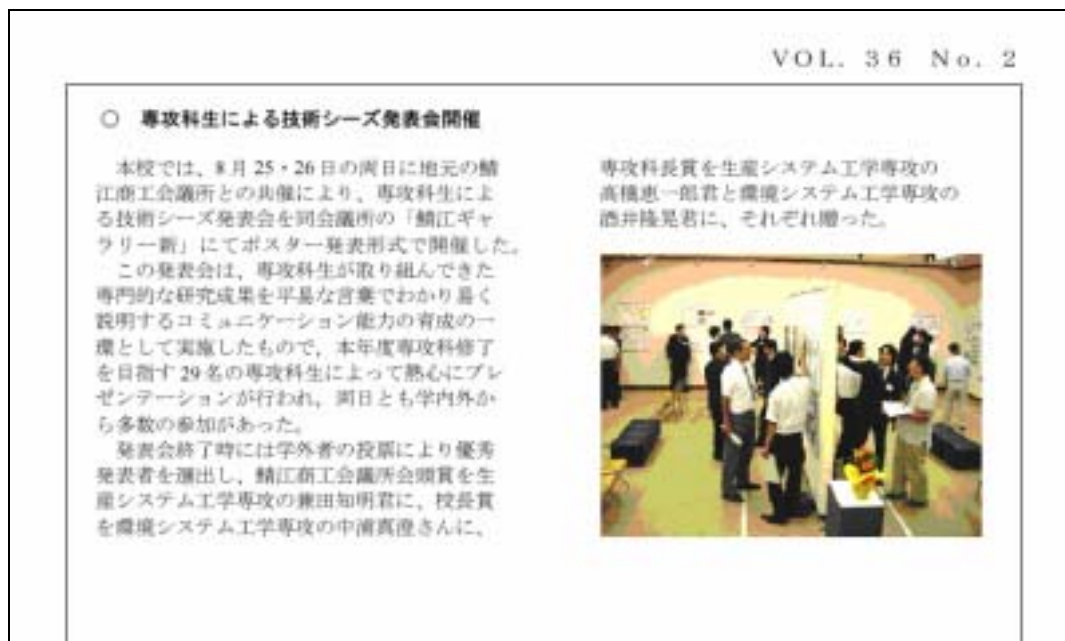 VOL. 36 No. 2
○ 専攻科生による技術シーズ発表会開催
本校では、8月25・26日の両日に地元の鯖
江商工会議所との共催により、専攻科生によ
る技術シーズ発表会を同会議所の「鯖江ギャ
ラリー新」にてポスター発表形式で開催した。
この発表会は、専攻科生が取り組んできた
専門的な研究成果を平易な言葉でわかり易く
説明するコミュニケーション能力の育成の一
環として実施したもので、本年度専攻科修了
を目指す29名の専攻科生によって熱心にプレ
ゼンテーションが行われ、両日とも学内外か
ら多数の参加があった。
発表会終了時には学外者の投票により優秀
発表者を選出し、鯖江商工会議所会頭賞を生
産システム工学専攻の兼田知明君に、校長賞
を環境システム工学専攻の中浦真澄さんに、
専攻科長賞を生産システム工学専攻の
高橋恵一郎君と環境システム工学専攻の
酒井隆晃君に、それぞれ贈った。